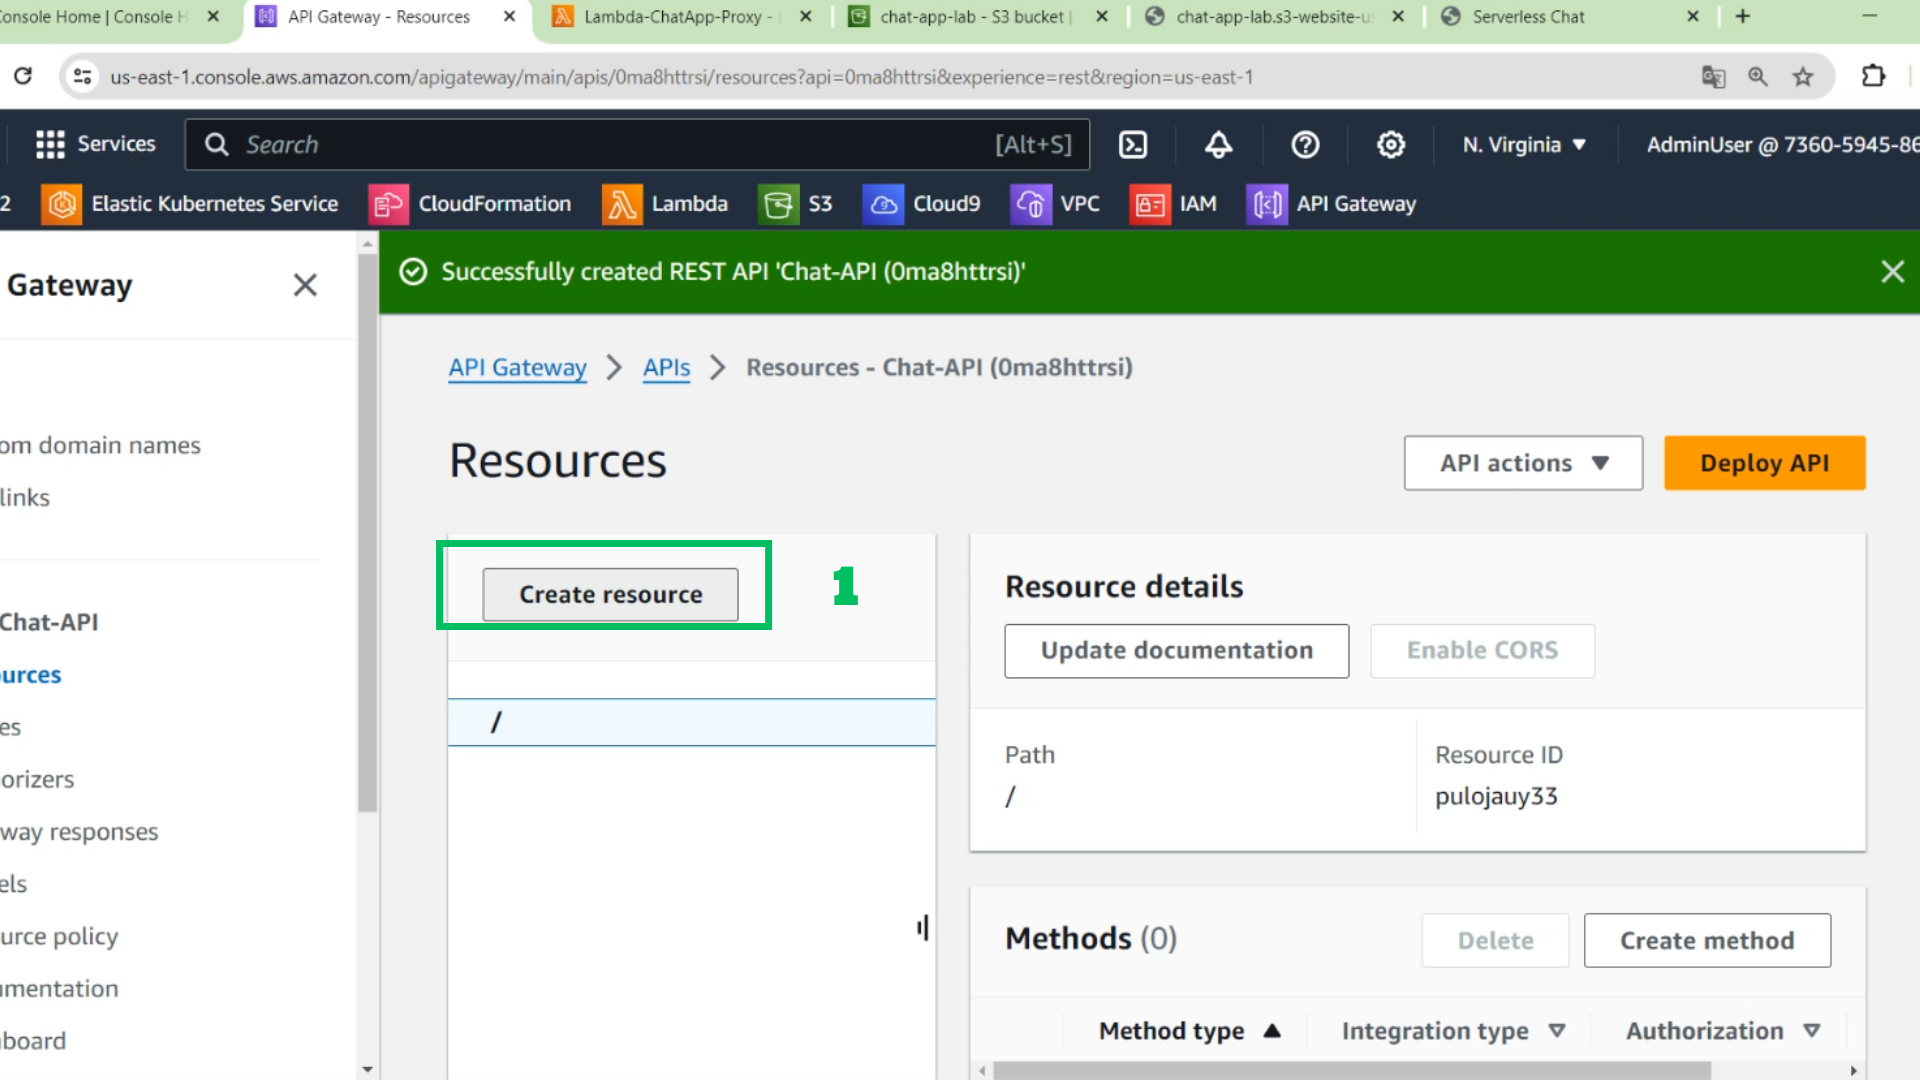 Console Home | Console H
API Gateway - Resources
Lambda-ChatApp-Proxy -
chat-app-lab - S3 bucket |
chat-app-lab.s3-website-u
Serverless Chat
us-east-1.console.aws.amazon.com/apigateway/main/apis/0ma8httrsi/resources?api=0ma8httrsi&experience=rest&region=us-east-1
Services
Search
[Alt+S]
N. Virginia
AdminUser @ 7360-5945-86
2
Elastic Kubernetes Service
CloudFormation
Lambda
S3
Cloud9
VPC
IAM
API Gateway
Gateway
Successfully created REST API 'Chat-API (0ma8httrsi)'
API Gateway
APIs
Resources - Chat-API (0ma8httrsi)
om domain names
links
Chat-API
urces
es
orizers
way responses
els
urce policy
umentation
board
Resources
API actions
Deploy API
Create resource
1
/
Resource details
Update documentation
Enable CORS
Path
/
Resource ID
pulojauy33
Methods (0)
Delete
Create method
Method type
Integration type
Authorization